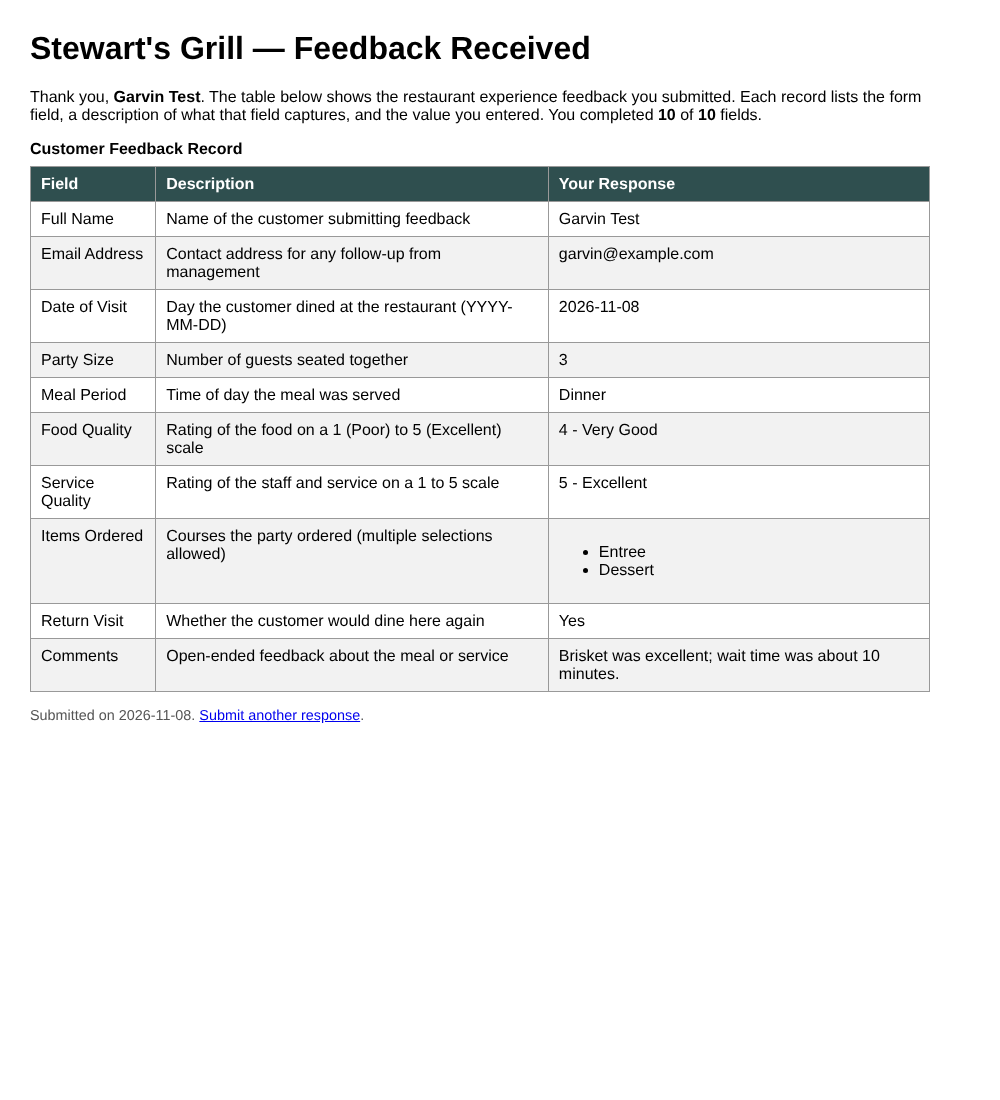 Stewart's Grill — Feedback Received
Thank you, Garvin Test. The table below shows the restaurant experience feedback you submitted. Each record lists the form
field, a description of what that field captures, and the value you entered. You completed 10 of 10 fields.
Customer Feedback Record
Field Description Your Response
Full Name Name of the customer submitting feedback Garvin Test
Email Address Contact address for any follow-up from garvin@example.com
management
Date of Visit Day the customer dined at the restaurant (YYYY- 2026-11-08
MM-DD)
Party Size Number of guests seated together 3
Meal Period Time of day the meal was served Dinner
Food Quality Rating of the food on a 1 (Poor) to 5 (Excellent) 4 - Very Good
scale
Service Rating of the staff and service on a 1 to 5 scale 5 - Excellent
Quality
Items Ordered Courses the party ordered (multiple selections
allowed)
• Entree
• Dessert
Return Visit Whether the customer would dine here again Yes
Comments Open-ended feedback about the meal or service Brisket was excellent; wait time was about 10
minutes.
Submitted on 2026-11-08. Submit another response.